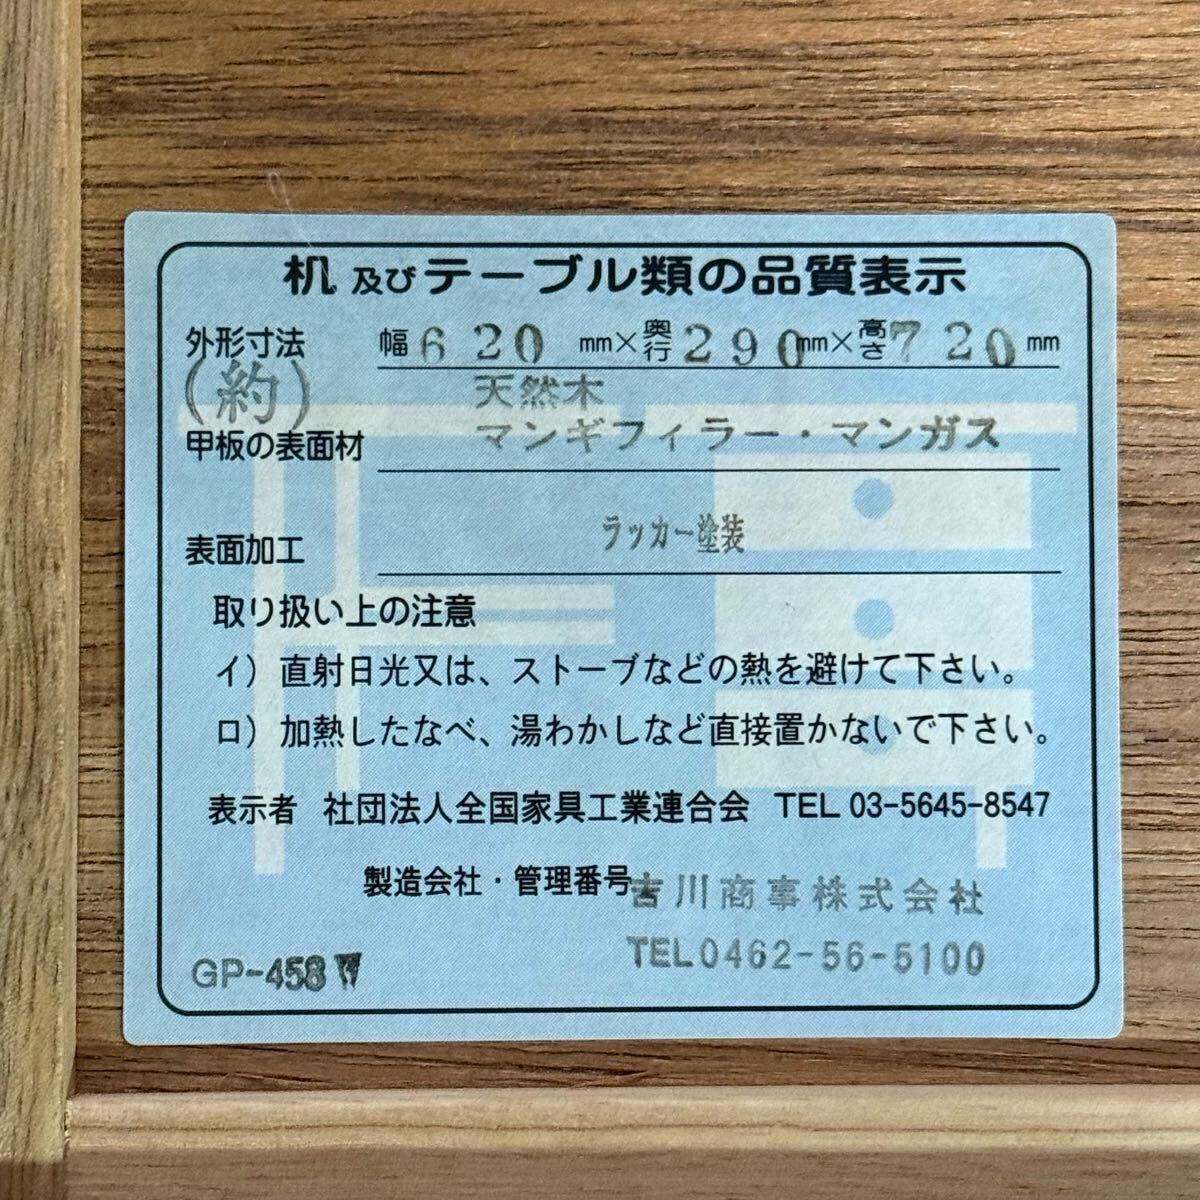 机及びテーブル類の品質表示
外形寸法 幅620mm×奥行290mm×高さ720mm
(約)
天然木
甲板の表面材 マンギフィラー・マンガス
表面加工 ラッカー塗装
取り扱い上の注意
イ）直射日光又は、ストーブなどの熱を避けて下さい。
ロ）加熱したなべ、湯わかしなど直接置かないで下さい。
表示者 社団法人全国家具工業連合会 TEL 03-5645-8547
製造会社・管理番号 吉川商事株式会社
TEL0462-56-5100
GP-458W